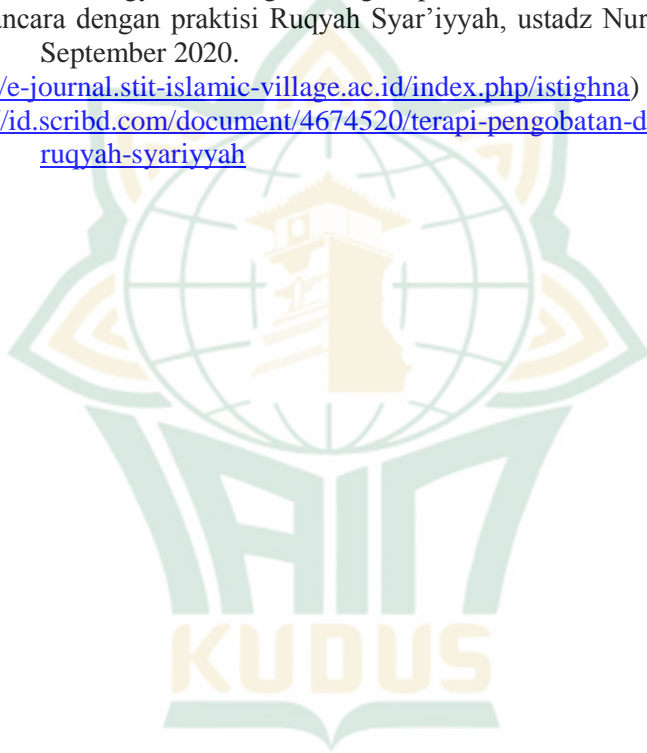 ancara dengan praktisi Ruqyah Syar’iyyah, ustadz Nur
September 2020.
/e-journal.stit-islamic-village.ac.id/index.php/istighna)
//id.scribd.com/document/4674520/terapi-pengobatan-d
ruqyah-syariyyah
IAIN
KUDUS